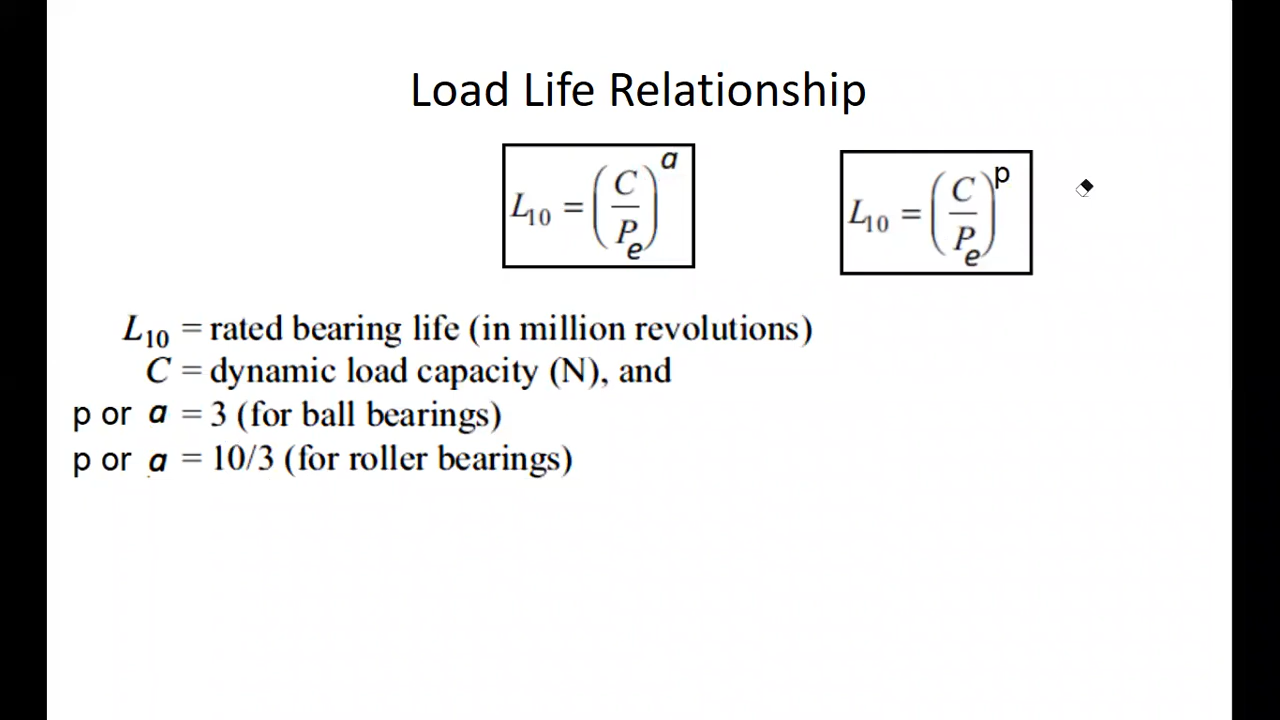 Load Life Relationship
L₁₀ = (C/Pₑ)ᵃ
L₁₀ = (C/Pₑ)ᵖ
L₁₀ = rated bearing life (in million revolutions)
C = dynamic load capacity (N), and
p or a = 3 (for ball bearings)
p or a = 10/3 (for roller bearings)